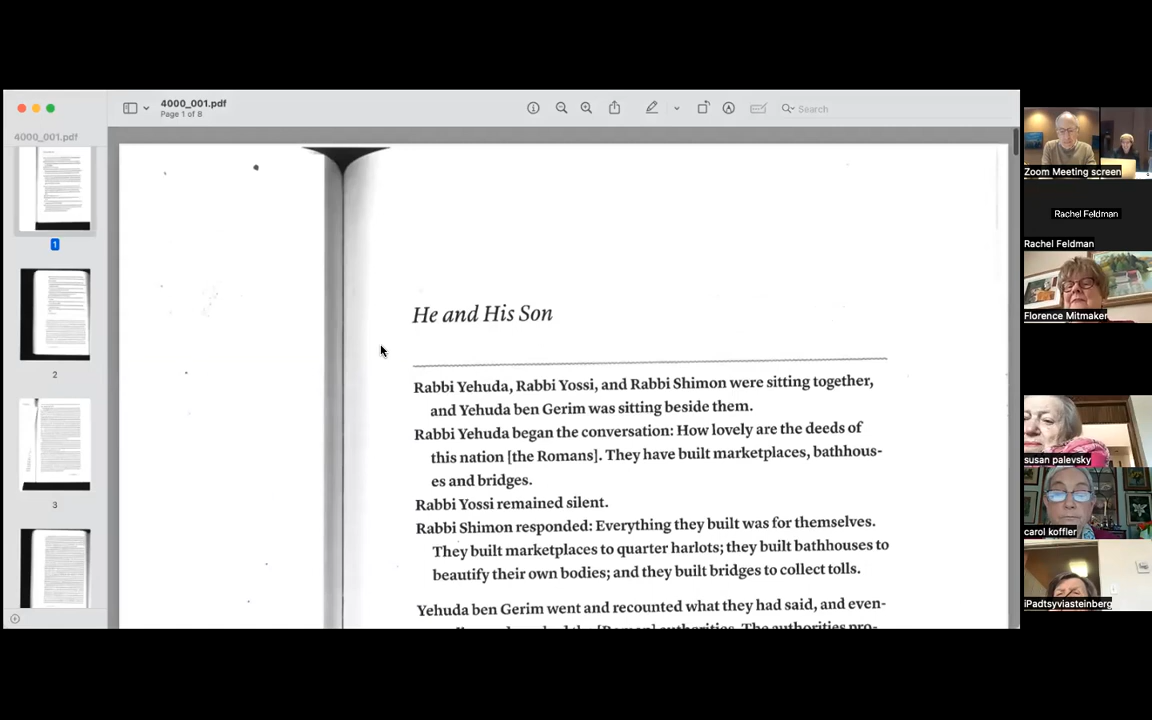 4000_001.pdf
Page 1 of 8
Search
4000_001.pdf
1
2
3
He and His Son
Rabbi Yehuda, Rabbi Yossi, and Rabbi Shimon were sitting together,
and Yehuda ben Gerim was sitting beside them.
Rabbi Yehuda began the conversation: How lovely are the deeds of
this nation [the Romans]. They have built marketplaces, bathhous-
es and bridges.
Rabbi Yossi remained silent.
Rabbi Shimon responded: Everything they built was for themselves.
They built marketplaces to quarter harlots; they built bathhouses to
beautify their own bodies; and they built bridges to collect tolls.
Yehuda ben Gerim went and recounted what they had said, and even-
[Roman] authorities. The authorities pro-
Zoom Meeting screen
Rachel Feldman
Rachel Feldman
Florence Mitmaker
susan palevsky
carol koffler
iPadtsyviasteinberg